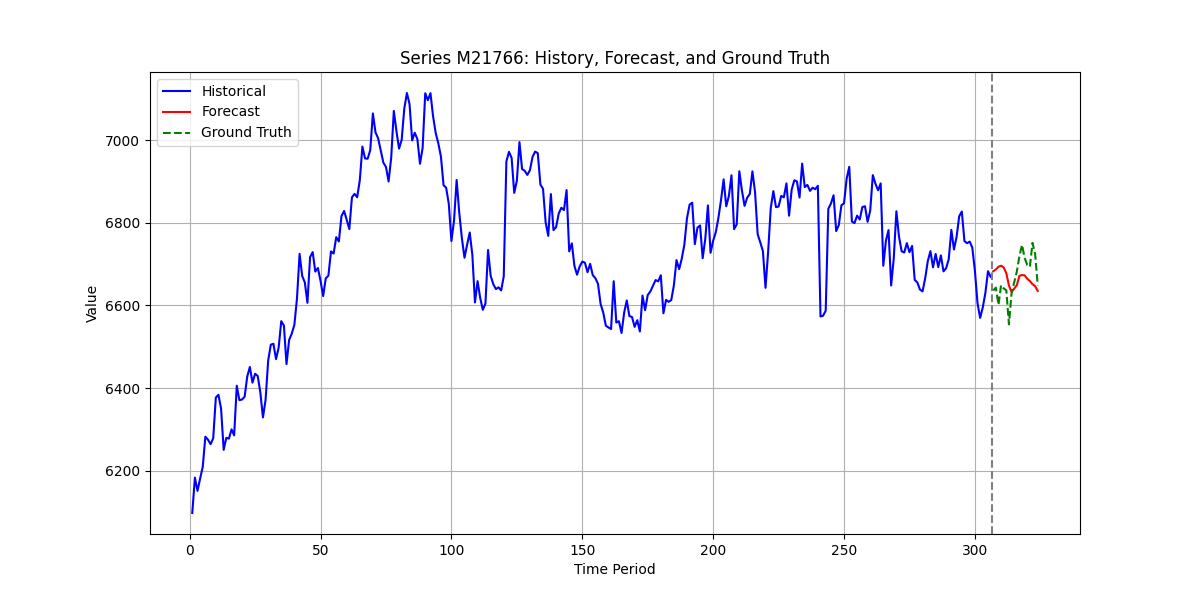 Series M21766: History, Forecast, and Ground Truth
Historical
Forecast
Ground Truth
7000
6800
6600
6400
6200
Value
0 50 100 150 200 250 300
Time Period